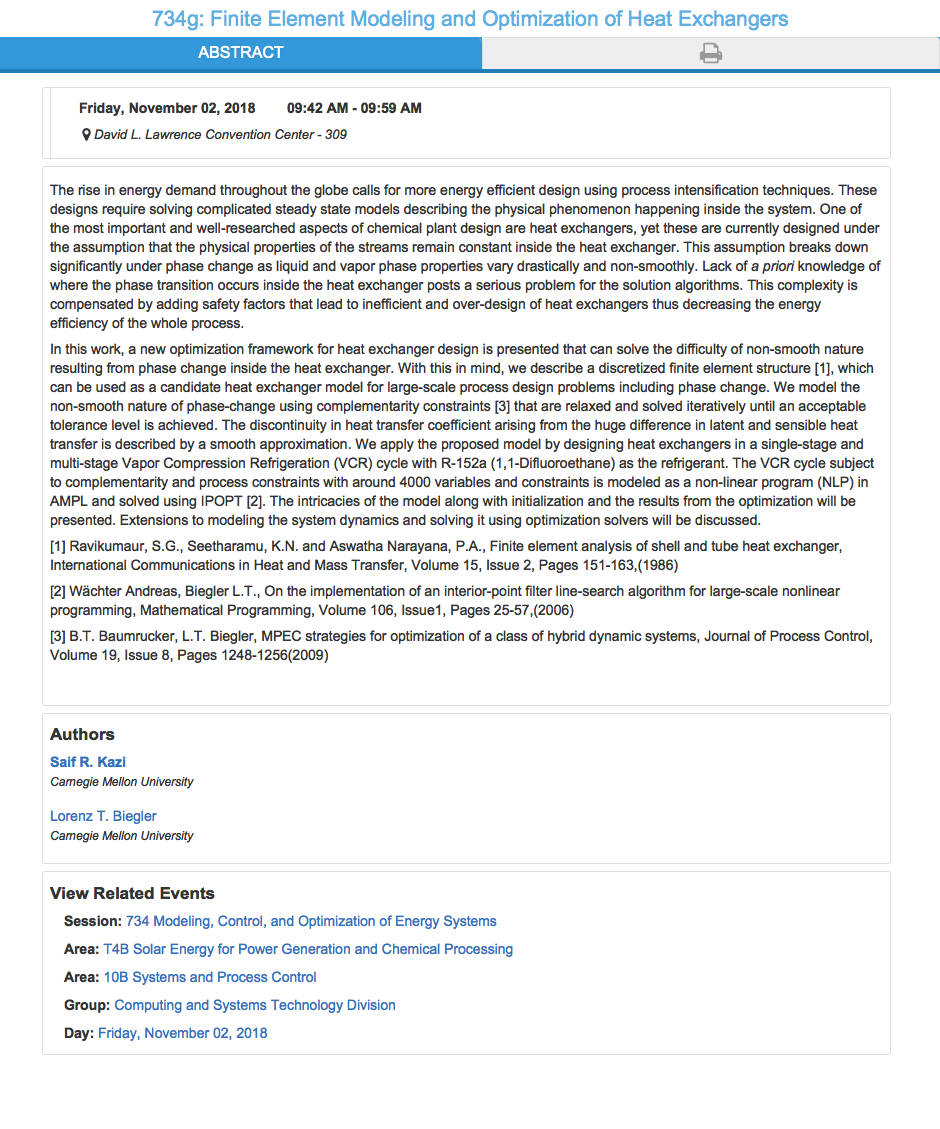 734g: Finite Element Modeling and Optimization of Heat Exchangers
ABSTRACT
Friday, November 02, 2018 09:42 AM - 09:59 AM
David L. Lawrence Convention Center - 309
The rise in energy demand throughout the globe calls for more energy efficient design using process intensification techniques. These
designs require solving complicated steady state models describing the physical phenomenon happening inside the system. One of
the most important and well-researched aspects of chemical plant design are heat exchangers, yet these are currently designed under
the assumption that the physical properties of the streams remain constant inside the heat exchanger. This assumption breaks down
significantly under phase change as liquid and vapor phase properties vary drastically and non-smoothly. Lack of a priori knowledge of
where the phase transition occurs inside the heat exchanger posts a serious problem for the solution algorithms. This complexity is
compensated by adding safety factors that lead to inefficient and over-design of heat exchangers thus decreasing the energy
efficiency of the whole process.
In this work, a new optimization framework for heat exchanger design is presented that can solve the difficulty of non-smooth nature
resulting from phase change inside the heat exchanger. With this in mind, we describe a discretized finite element structure [1], which
can be used as a candidate heat exchanger model for large-scale process design problems including phase change. We model the
non-smooth nature of phase-change using complementarity constraints [3] that are relaxed and solved iteratively until an acceptable
tolerance level is achieved. The discontinuity in heat transfer coefficient arising from the huge difference in latent and sensible heat
transfer is described by a smooth approximation. We apply the proposed model by designing heat exchangers in a single-stage and
multi-stage Vapor Compression Refrigeration (VCR) cycle with R-152a (1,1-Difluoroethane) as the refrigerant. The VCR cycle subject
to complementarity and process constraints with around 4000 variables and constraints is modeled as a non-linear program (NLP) in
AMPL and solved using IPOPT [2]. The intricacies of the model along with initialization and the results from the optimization will be
presented. Extensions to modeling the system dynamics and solving it using optimization solvers will be discussed.
[1] Ravikumaur, S.G., Seetharamu, K.N. and Aswatha Narayana, P.A., Finite element analysis of shell and tube heat exchanger,
International Communications in Heat and Mass Transfer, Volume 15, Issue 2, Pages 151-163,(1986)
[2] Wächter Andreas, Biegler L.T., On the implementation of an interior-point filter line-search algorithm for large-scale nonlinear
programming, Mathematical Programming, Volume 106, Issue1, Pages 25-57,(2006)
[3] B.T. Baumrucker, L.T. Biegler, MPEC strategies for optimization of a class of hybrid dynamic systems, Journal of Process Control,
Volume 19, Issue 8, Pages 1248-1256(2009)
Authors
Saif R. Kazi
Carnegie Mellon University
Lorenz T. Biegler
Carnegie Mellon University
View Related Events
Session: 734 Modeling, Control, and Optimization of Energy Systems
Area: T4B Solar Energy for Power Generation and Chemical Processing
Area: 10B Systems and Process Control
Group: Computing and Systems Technology Division
Day: Friday, November 02, 2018